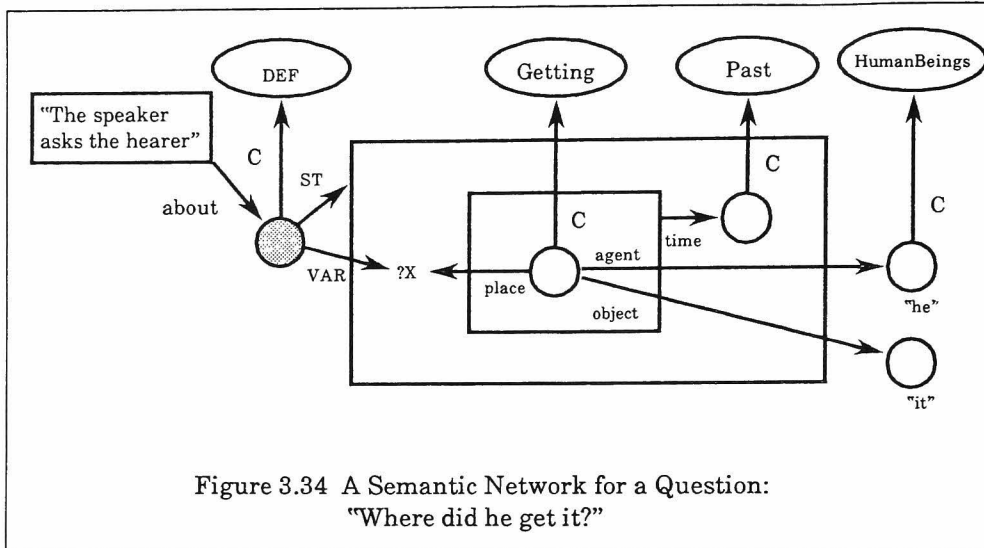 DEF
Getting
Past
HumanBeings
"The speaker
asks the hearer"
C
ST
C
C
C
about
time
agent
VAR
?X
place
object
"he"
"it"
Figure 3.34 A Semantic Network for a Question:
"Where did he get it?"